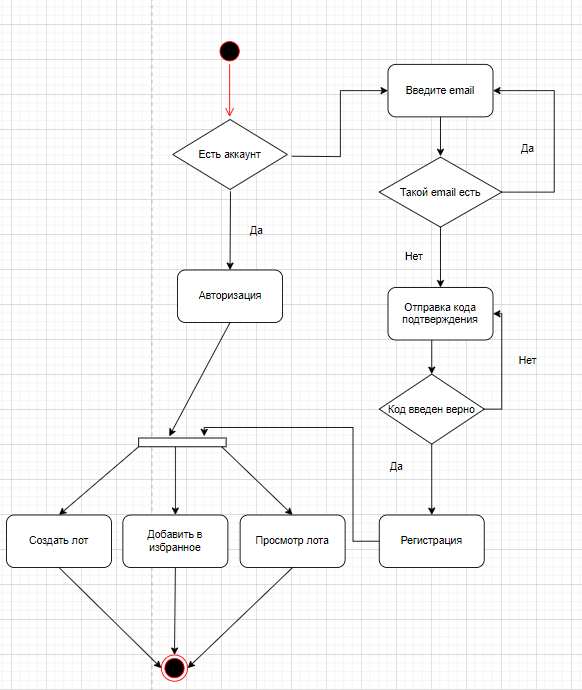 Введите email
Есть аккаунт
Да
Такой email есть
Да
Нет
Авторизация
Отправка кода
подтверждения
Нет
Код введен верно
Да
Создать лот
Добавить в
избранное
Просмотр лота
Регистрация